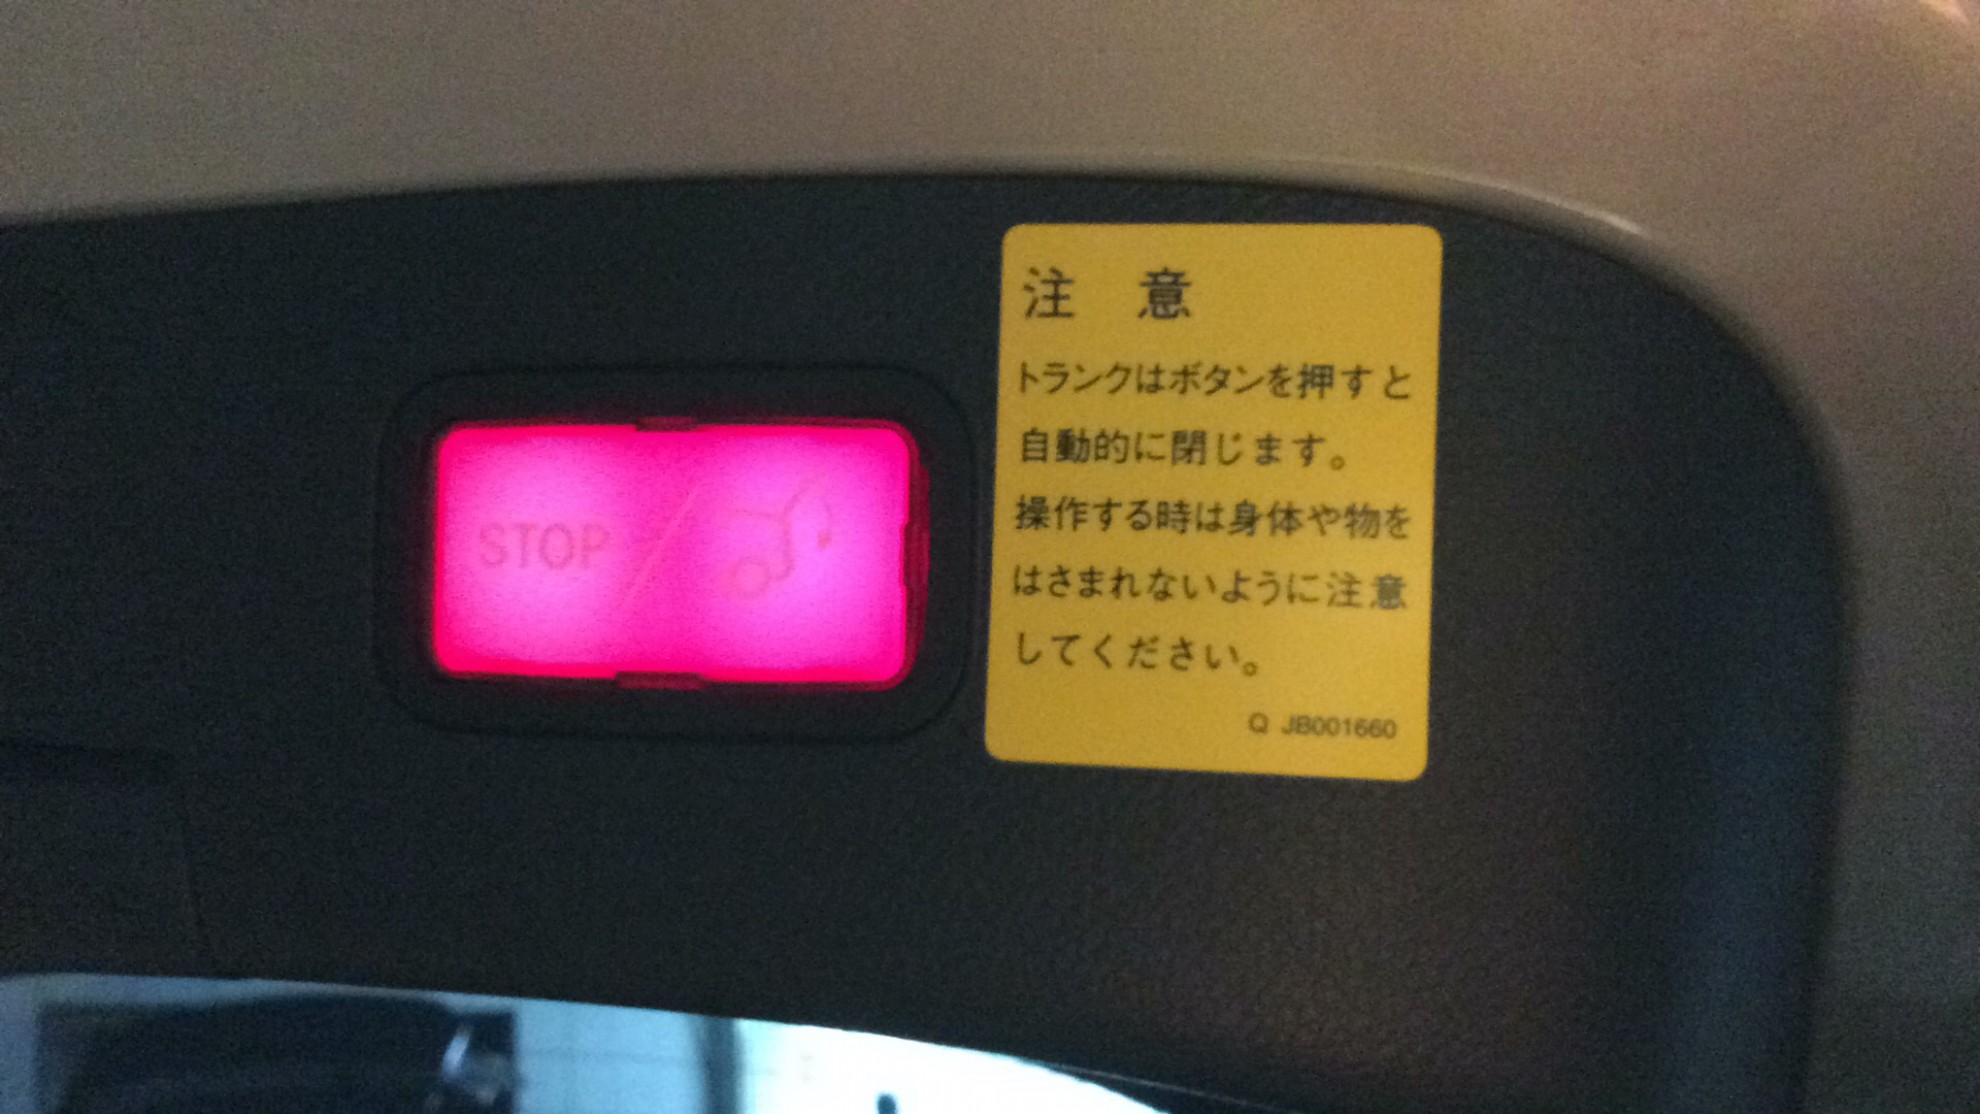 STOP
注 意
トランクはボタンを押すと
自動的に閉じます。
操作する時は身体や物を
はさまれないように注意
してください。
Q JB001660